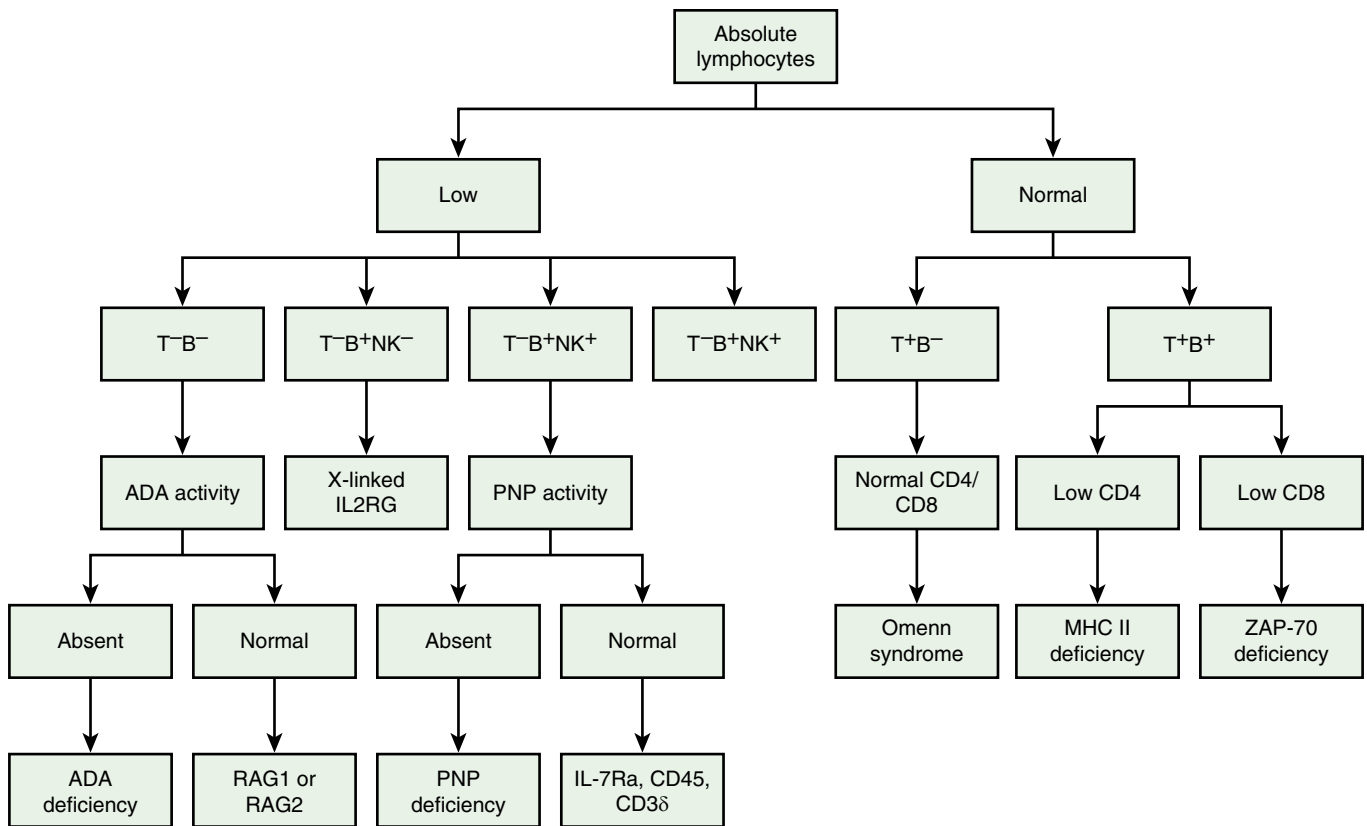 Absolute
lymphocytes
Low
Normal
T⁻B⁻
T⁻B⁺NK⁻
T⁻B⁺NK⁺
T⁻B⁺NK⁺
T⁺B⁻
T⁺B⁺
ADA activity
X-linked
IL2RG
PNP activity
Normal CD4/
CD8
Low CD4
Low CD8
Absent
Normal
Absent
Normal
Omenn
syndrome
MHC II
deficiency
ZAP-70
deficiency
ADA
deficiency
RAG1 or
RAG2
PNP
deficiency
IL-7Ra, CD45,
CD3δ